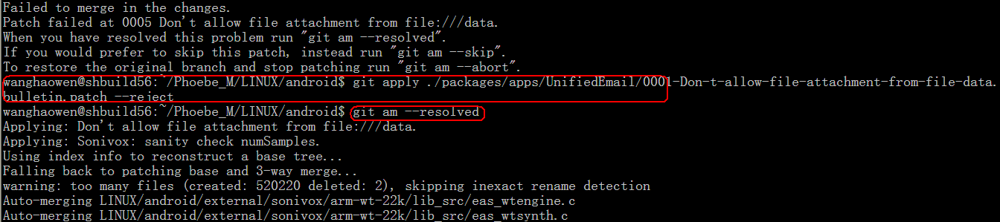 Failed to merge in the changes.
Patch failed at 0005 Don't allow file attachment from file:///data.
When you have resolved this problem run "git am --resolved".
If you would prefer to skip this patch, instead run "git am --skip".
To restore the original branch and stop patching run "git am --abort".
wanghaowen@shbuild56:~/Phoebe_M/LINUX/android$ git apply ./packages/apps/UnifiedEmail/0001-Don-t-allow-file-attachment-from-file-data.
bulletin.patch --reject
wanghaowen@shbuild56:~/Phoebe_M/LINUX/android$ git am --resolved
Applying: Don't allow file attachment from file:///data.
Applying: Sonivox: sanity check numSamples.
Using index info to reconstruct a base tree...
Falling back to patching base and 3-way merge...
warning: too many files (created: 520220 deleted: 2), skipping inexact rename detection
Auto-merging LINUX/android/external/sonivox/arm-wt-22k/lib_src/eas_wtengine.c
Auto-merging LINUX/android/external/sonivox/arm-wt-22k/lib_src/eas_wtsynth.c